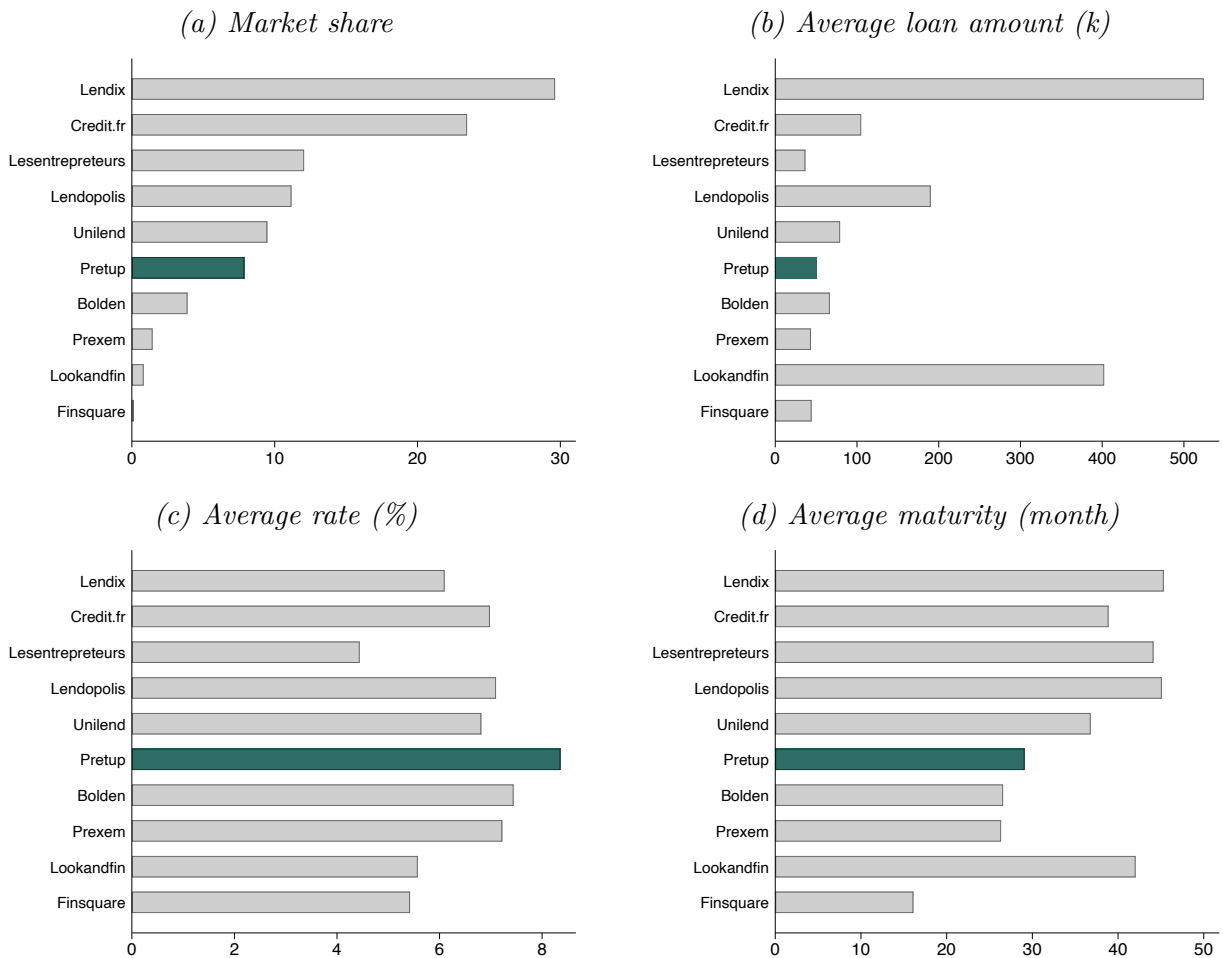 (a) Market share
Lendix
Credit.fr
Lesentrepreteurs
Lendopolis
Unilend
Pretup
Bolden
Prexem
Lookandfin
Finsquare
0 10 20 30
(b) Average loan amount (k)
Lendix
Credit.fr
Lesentrepreteurs
Lendopolis
Unilend
Pretup
Bolden
Prexem
Lookandfin
Finsquare
0 100 200 300 400 500
(c) Average rate (%)
Lendix
Credit.fr
Lesentrepreteurs
Lendopolis
Unilend
Pretup
Bolden
Prexem
Lookandfin
Finsquare
0 2 4 6 8
(d) Average maturity (month)
Lendix
Credit.fr
Lesentrepreteurs
Lendopolis
Unilend
Pretup
Bolden
Prexem
Lookandfin
Finsquare
0 10 20 30 40 50